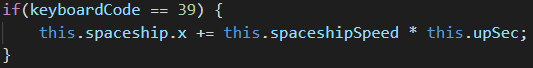 if(keyboardCode == 39) {
    this.spaceship.x += this.spaceshipSpeed * this.upSec;
}